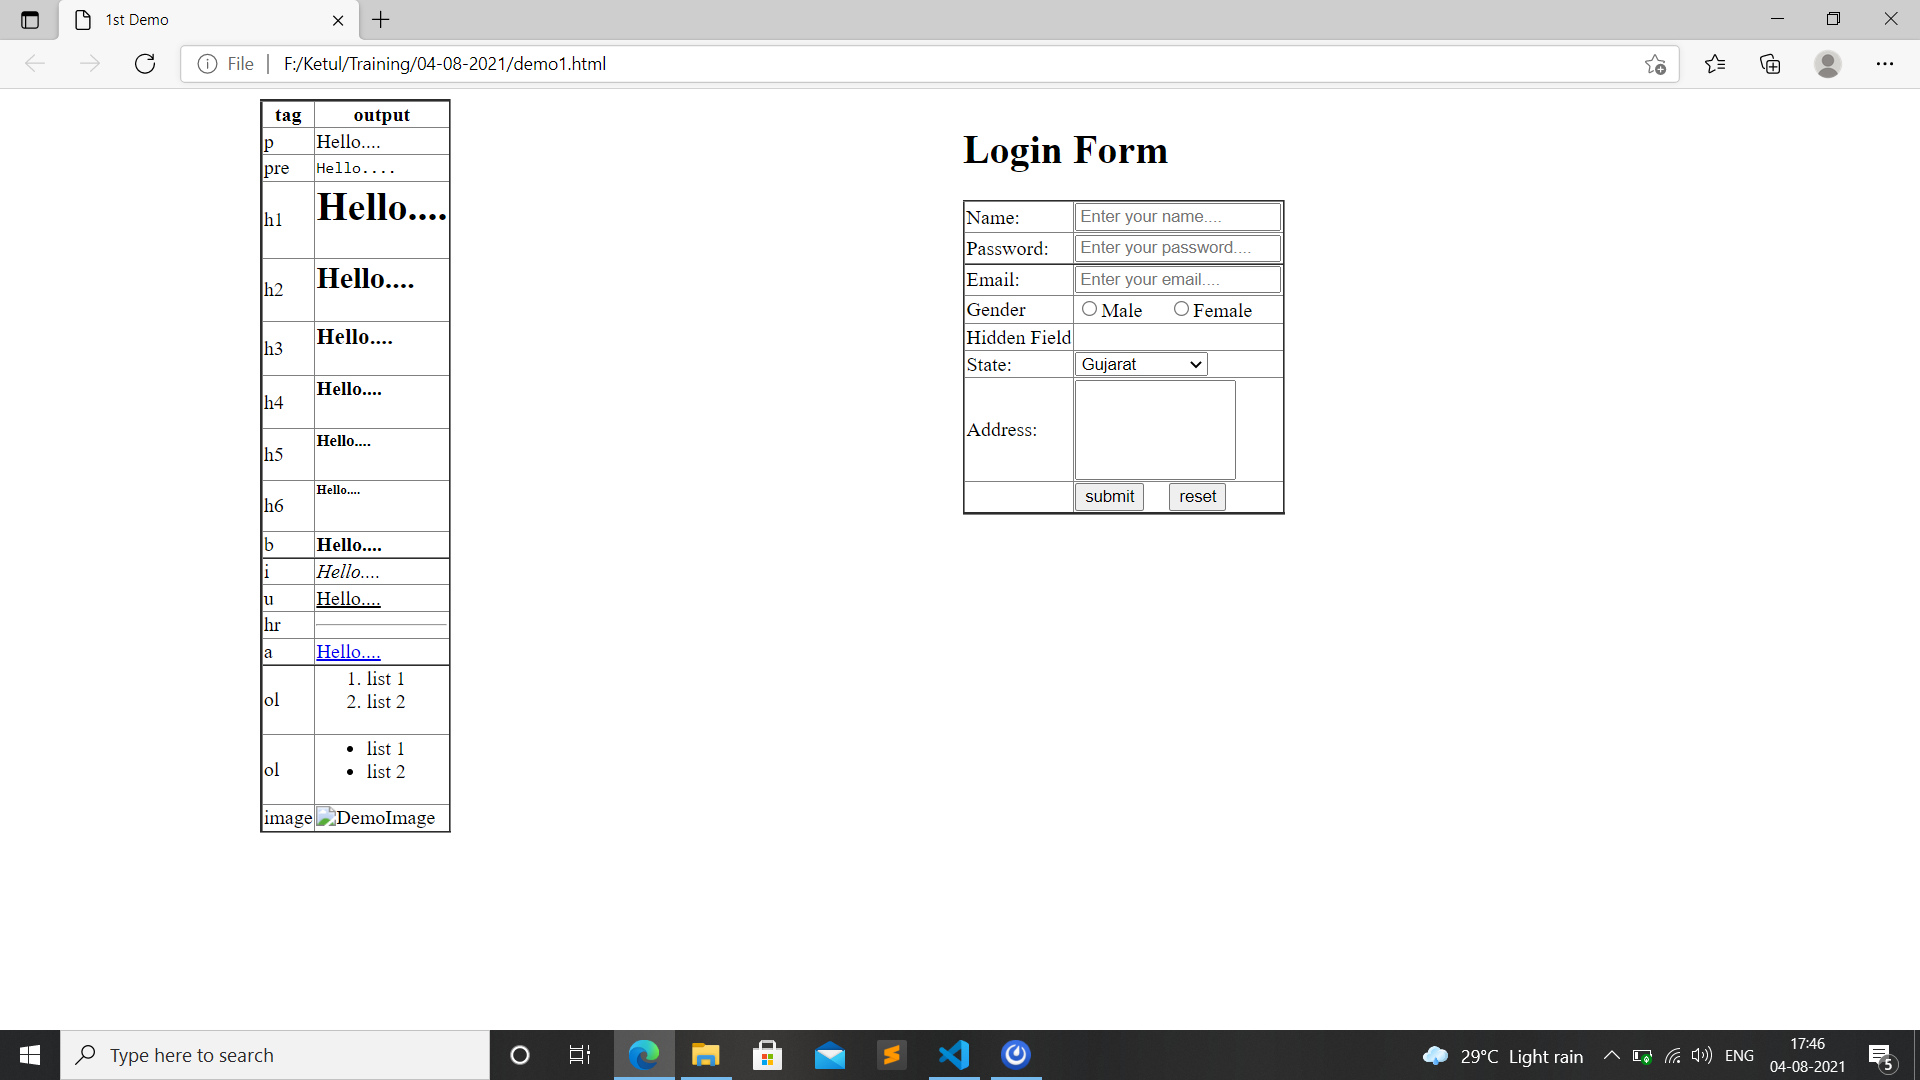 1st Demo
File F:/Ketul/Training/04-08-2021/demo1.html
tag output
p Hello....
pre Hello....
h1 Hello....
h2 Hello....
h3 Hello....
h4 Hello....
h5 Hello....
h6 Hello....
b Hello....
i Hello....
u Hello....
hr
a Hello....
ol 1. list 1
2. list 2
ol • list 1
• list 2
image DemoImage
Login Form
Name: Enter your name....
Password: Enter your password....
Email: Enter your email....
Gender Male Female
Hidden Field
State: Gujarat
Address:
submit reset
Type here to search
29°C Light rain
ENG
17:46
04-08-2021
5